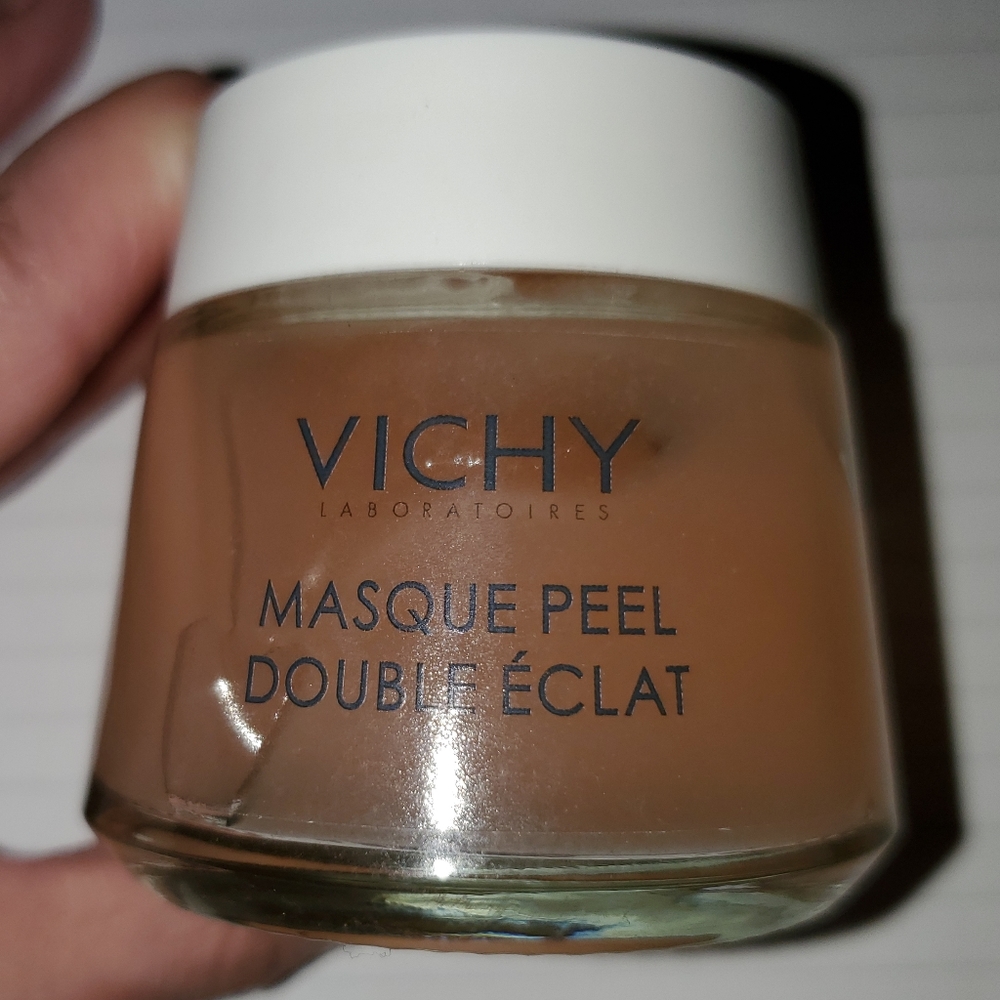 VICHY
LABORATOIRES
MASQUE PEEL
DOUBLE ÉCLAT